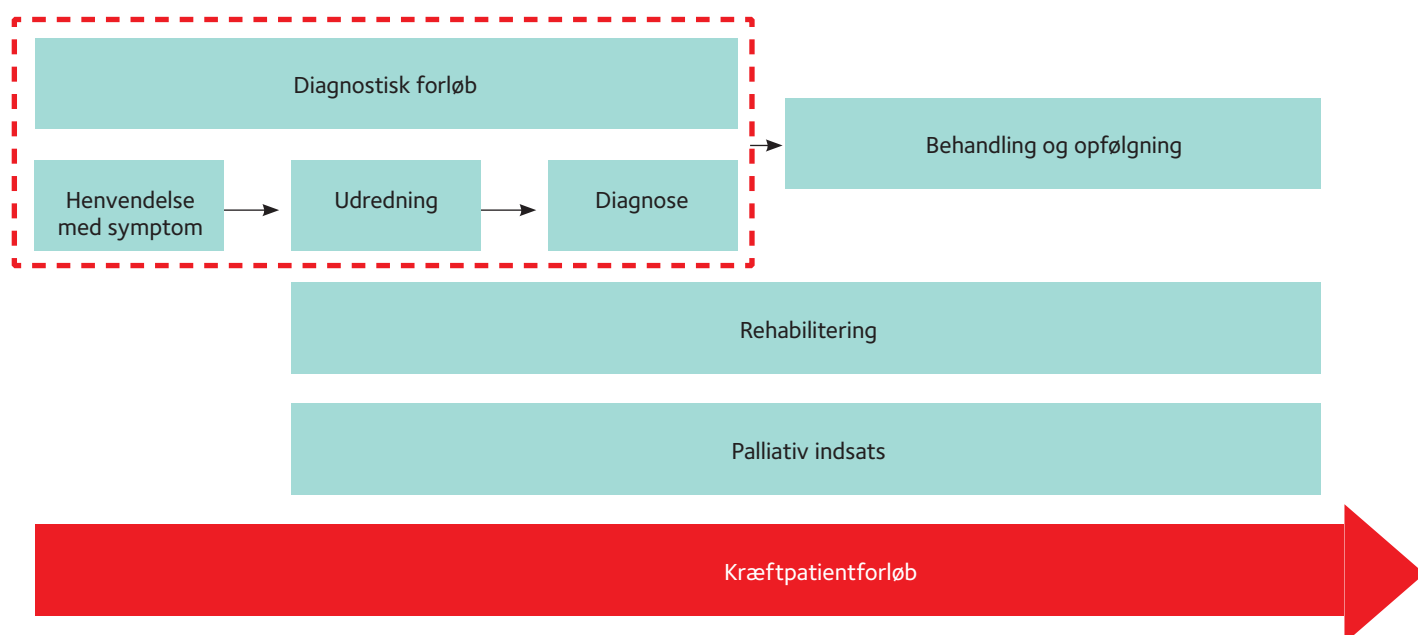 Diagnostisk forløb
Behandling og opfølgning
Henvendelse
med symptom
Udredning
Diagnose
Rehabilitering
Palliativ indsats
Kræftpatientforløb